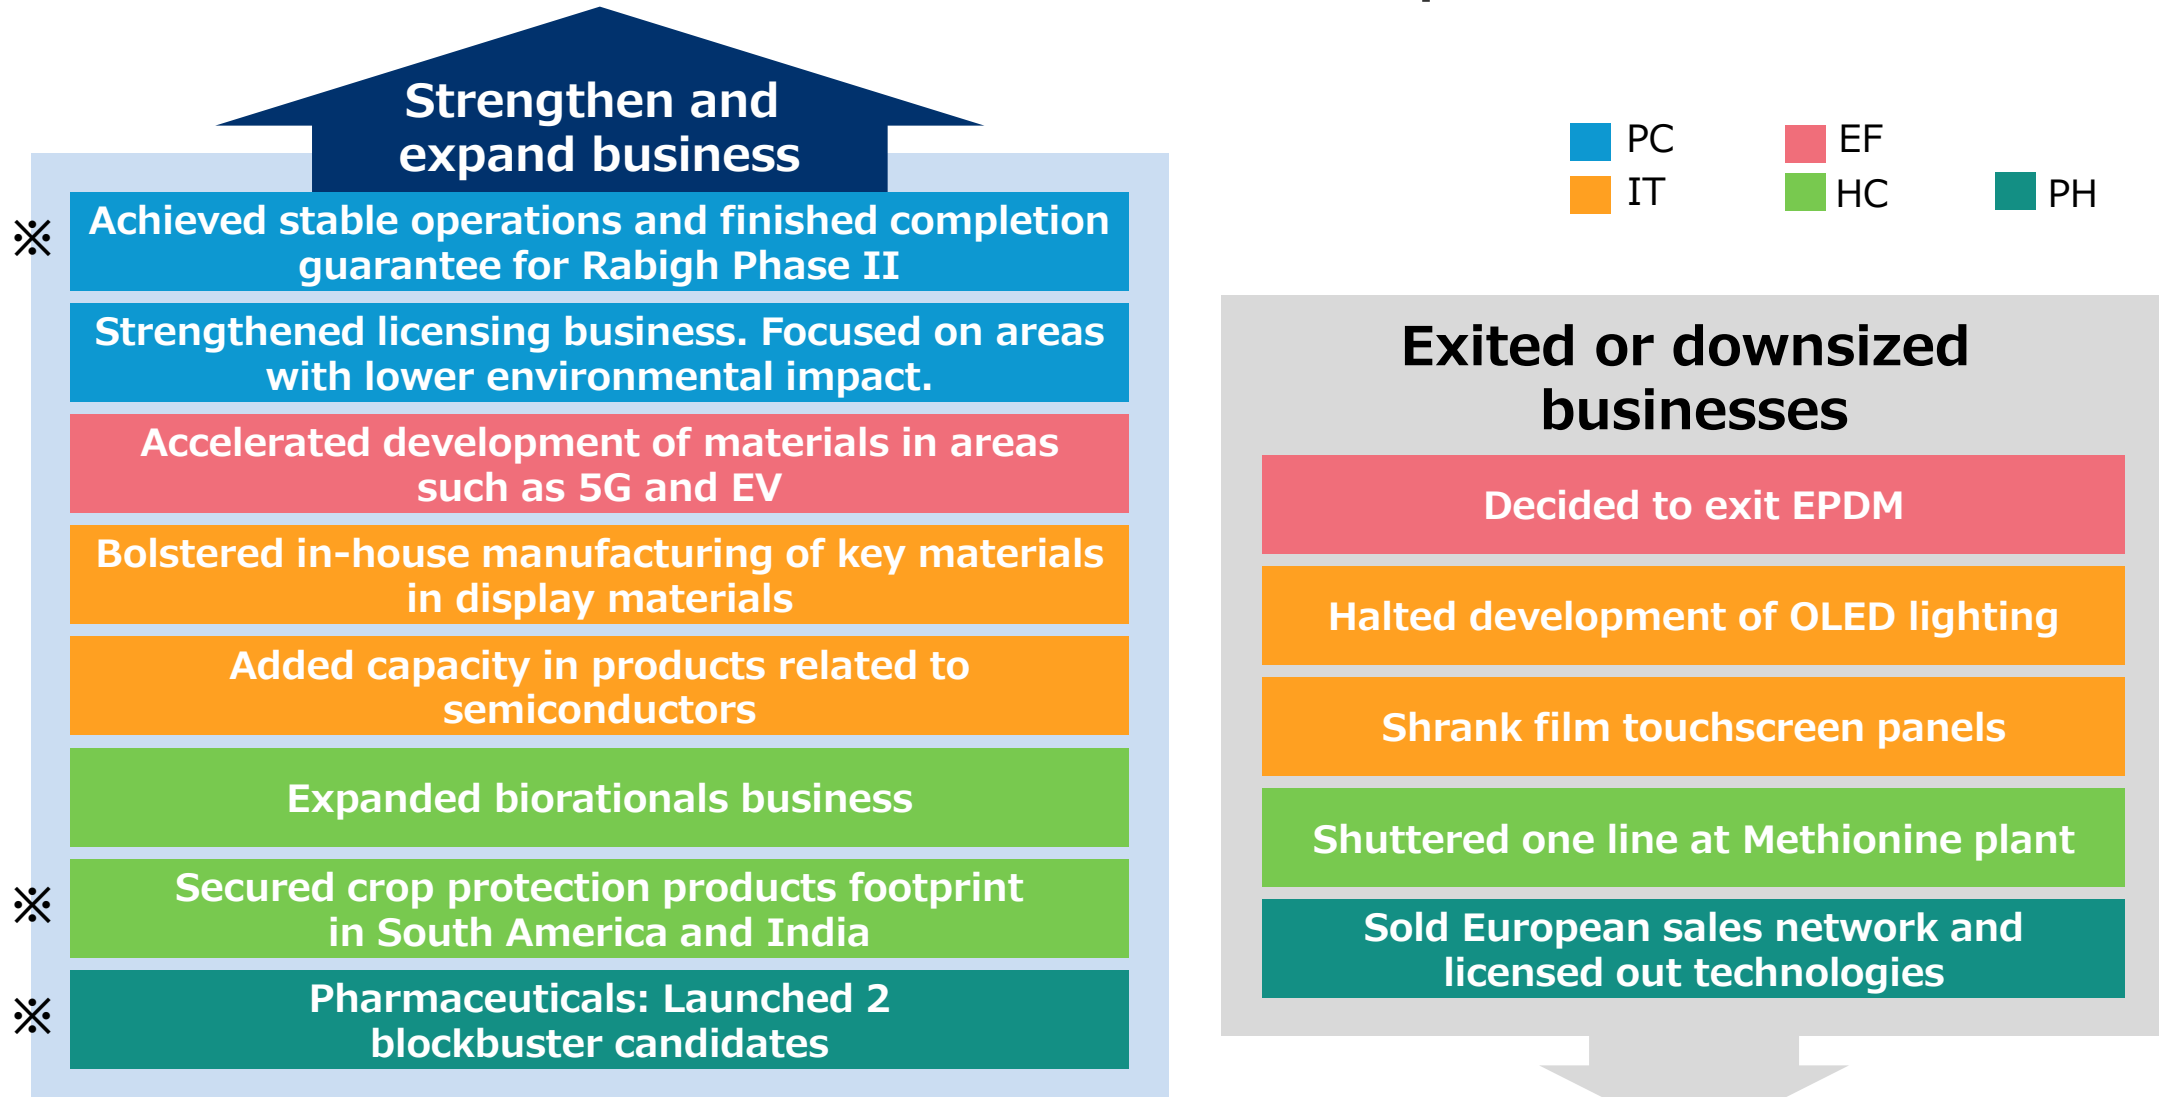 Strengthen and
expand business
PC
EF
IT
HC
PH
※
Achieved stable operations and finished completion
guarantee for Rabigh Phase II
Strengthened licensing business. Focused on areas
with lower environmental impact.
Accelerated development of materials in areas
such as 5G and EV
Bolstered in-house manufacturing of key materials
in display materials
Added capacity in products related to
semiconductors
Expanded biorationals business
※
Secured crop protection products footprint
in South America and India
※
Pharmaceuticals: Launched 2
blockbuster candidates
Exited or downsized
businesses
Decided to exit EPDM
Halted development of OLED lighting
Shrank film touchscreen panels
Shuttered one line at Methionine plant
Sold European sales network and
licensed out technologies